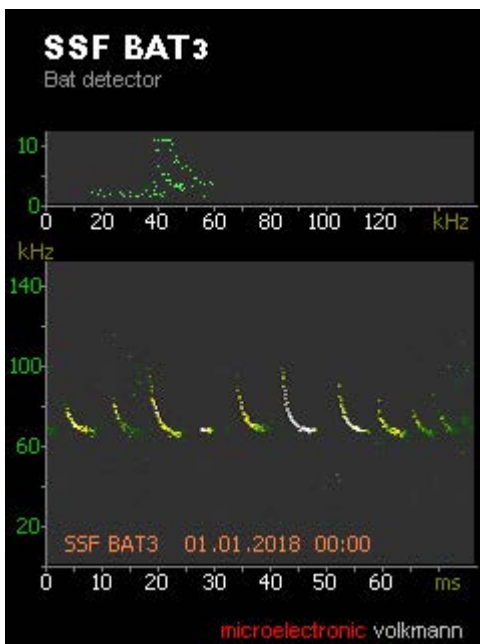 SSF BAT3
Bat detector
10
0
0 20 40 60 80 100 120 kHz
kHz
140
100
60
20
SSF BAT3 01.01.2018 00:00
0 10 20 30 40 50 60 ms
microelectronic volkmann